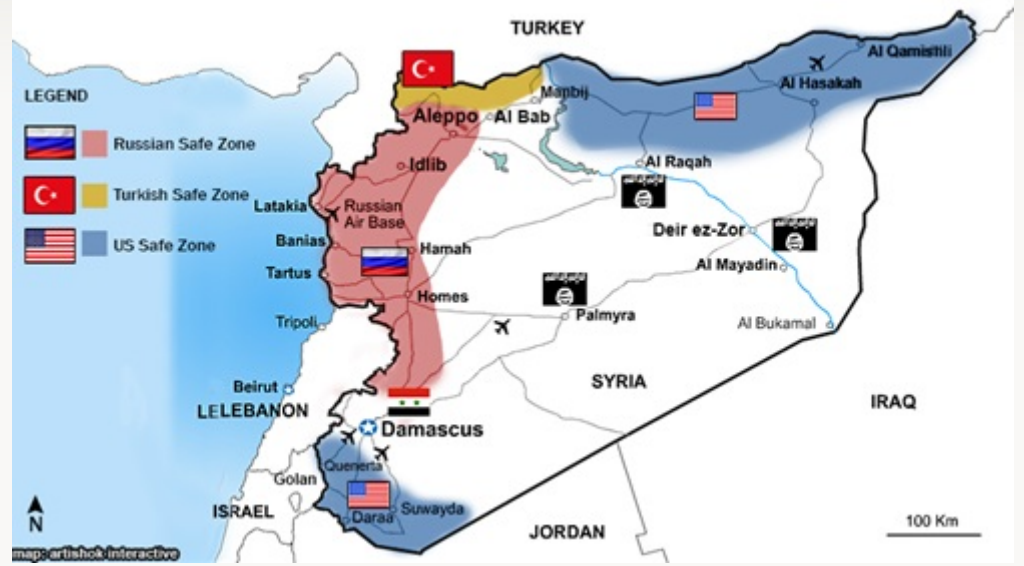 TURKEY
LEGEND
Russian Safe Zone
Turkish Safe Zone
US Safe Zone
Al Qamishli
Al Hasakah
Manbij
Aleppo
Al Bab
Idlib
Al Raqah
Latakia
Russian
Air Base
Deir ez-Zor
Banias
Hamah
Al Mayadin
Tartus
Homes
Palmyra
Al Bukamal
Tripoli
SYRIA
Beirut
IRAQ
LELEBANON
Damascus
Quenerta
Golan
ISRAEL
Suwayda
Daraa
JORDAN
100 Km
N
map: artishok-interactive